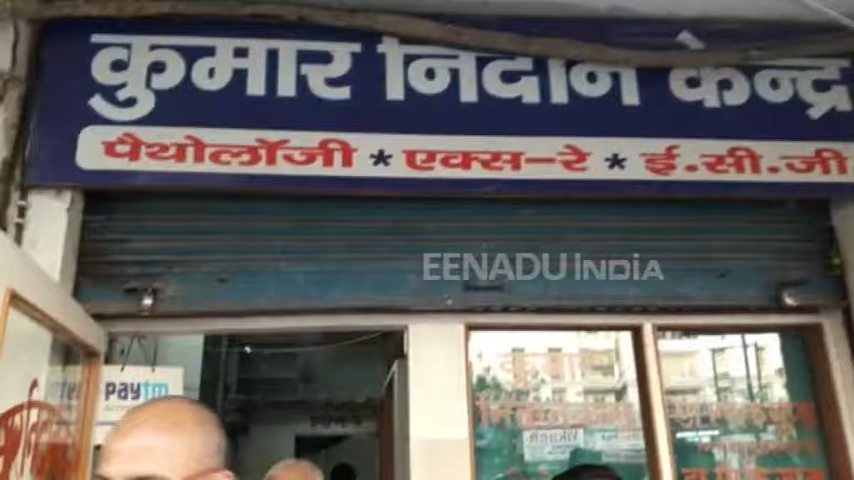 कुमार निदान केन्द्र
पैथोलॉजी * एक्स-रे * ई.सी.जी
EENADU INDIA
paytm